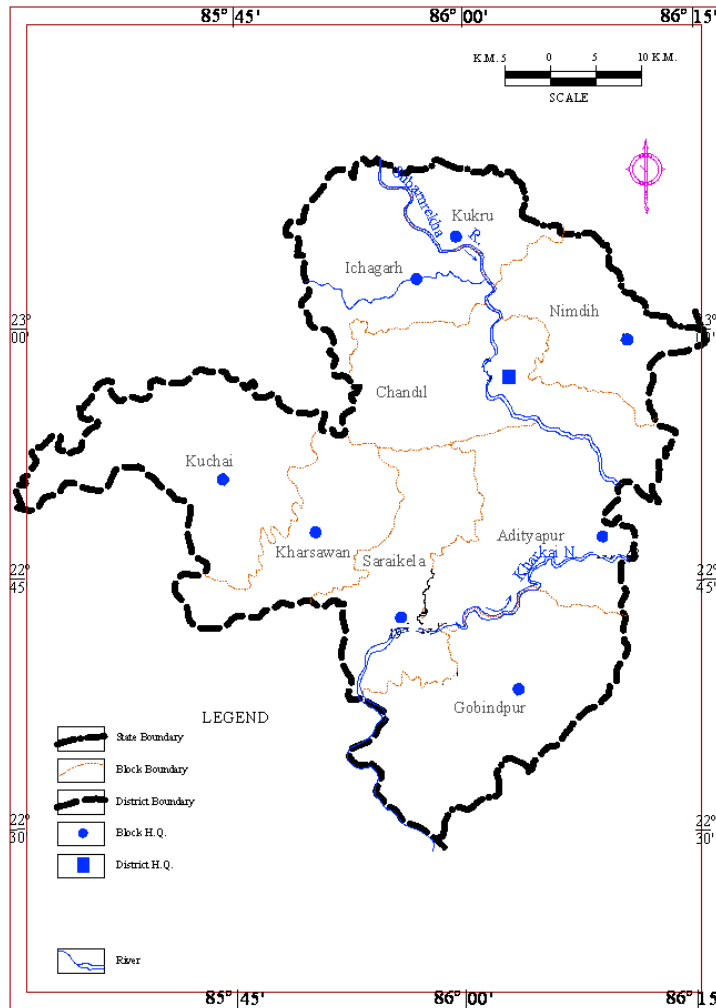 85° 45'
86° 00'
86° 15'
K.M. 5 0 5 10 K.M.
SCALE
Subarnrekha R.
Kukru
Ichagarh
Nimdih
23°
00'
23°
00'
Chandil
Kuchai
Kharsawan
Saraikela
Adityapur
Kharkai N
22°
45'
22°
45'
Gobindpur
LEGEND
State Boundary
Block Boundary
District Boundary
Block H.Q.
District H.Q.
River
22°
30'
22°
30'
85° 45'
86° 00'
86° 15'